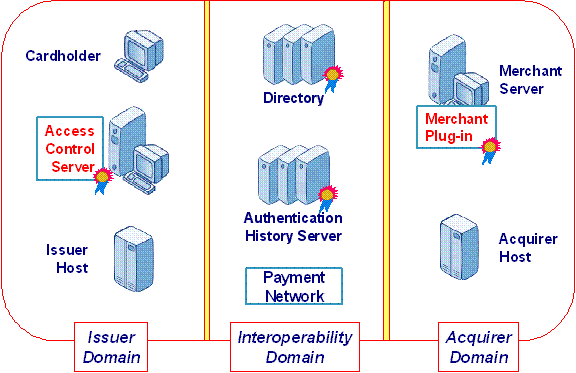 Cardholder
Access
Control
Server
Issuer
Host
Issuer
Domain
Directory
Authentication
History Server
Payment
Network
Interoperability
Domain
Merchant
Server
Merchant
Plug-in
Acquirer
Host
Acquirer
Domain